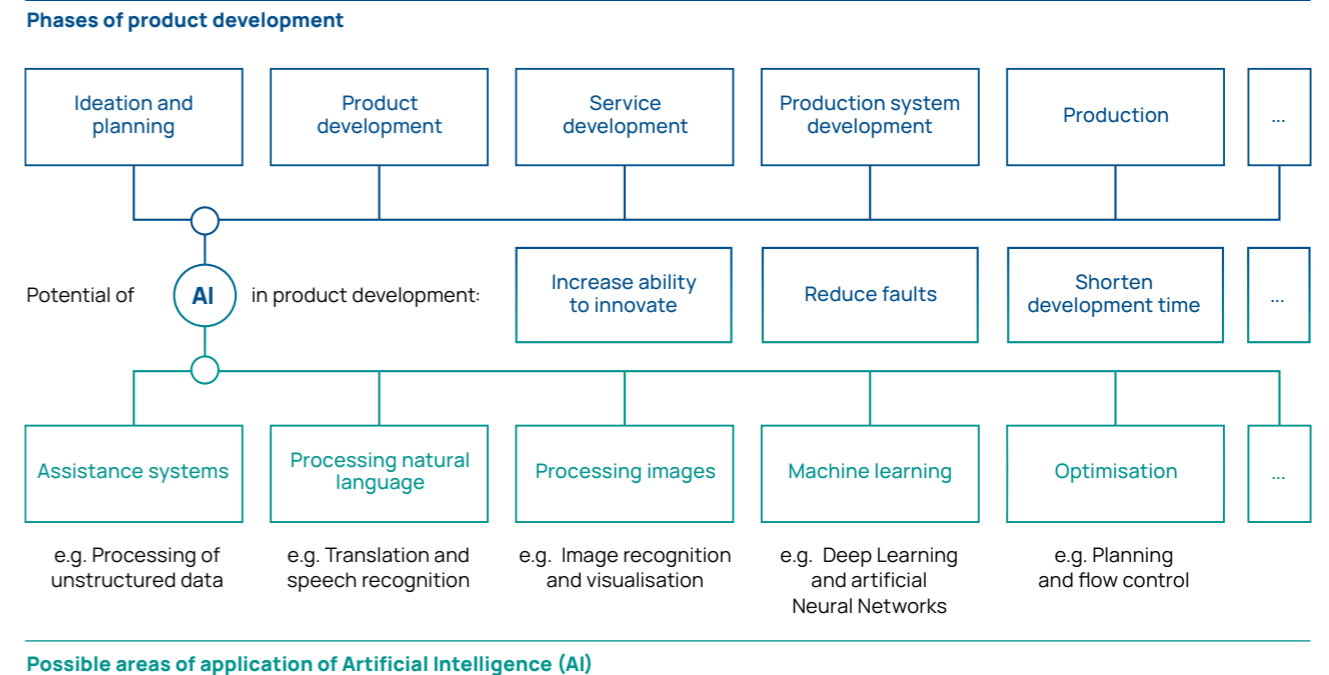 Phases of product development
Ideation and
planning
Product
development
Service
development
Production system
development
Production
...
Potential of
AI
in product development:
Increase ability
to innovate
Reduce faults
Shorten
development time
...
Assistance systems
Processing natural
language
Processing images
Machine learning
Optimisation
...
e.g. Processing of
unstructured data
e.g. Translation and
speech recognition
e.g. Image recognition
and visualisation
e.g. Deep Learning
and artificial
Neural Networks
e.g. Planning
and flow control
Possible areas of application of Artificial Intelligence (AI)